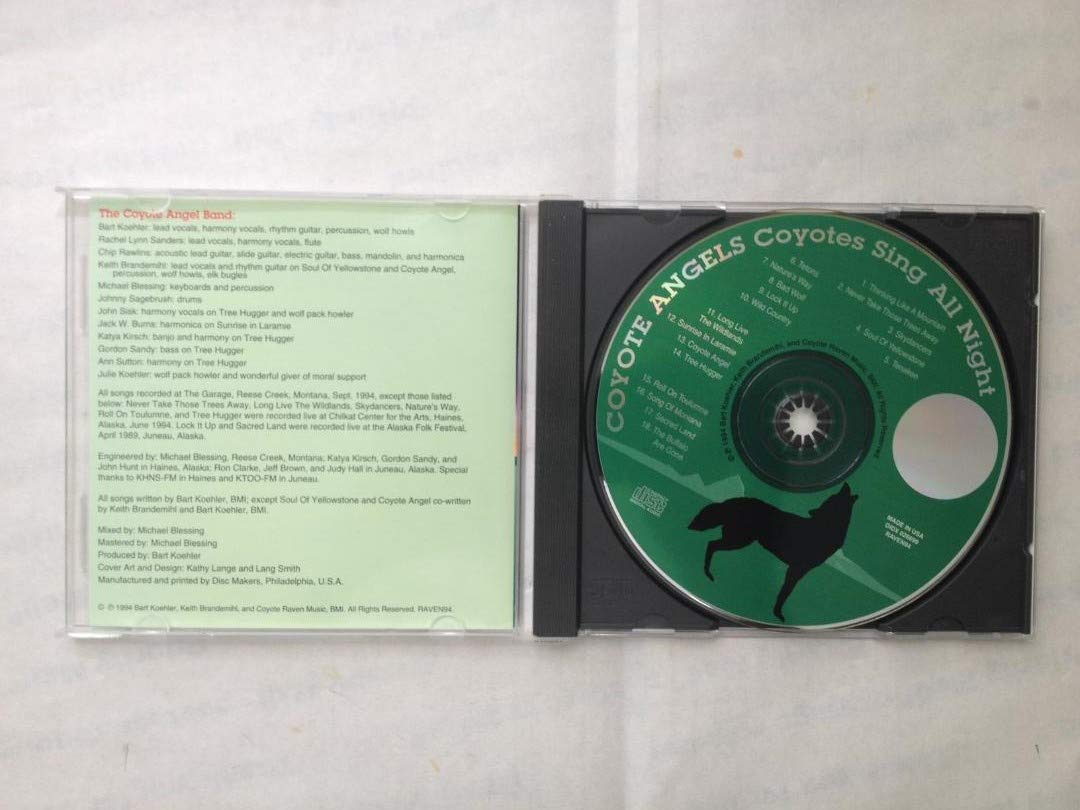 The Coyote Angel Band:
Bart Koehler: lead vocals, harmony vocals, rhythm guitar, percussion, wolf howls
Rachel Lynn Sanders: lead vocals, harmony vocals, flute
Chip Rawlins: acoustic lead guitar, slide guitar, electric guitar, bass, mandolin, and harmonica
Keith Brandemihl: lead vocals and rhythm guitar on Soul Of Yellowstone and Coyote Angel,
percussion, wolf howls, elk bugles
Michael Blessing: keyboards and percussion
Johnny Sagebrush: drums
John Sisk: harmony vocals on Tree Hugger and wolf pack howler
Jack W. Burns: harmonica on Sunrise in Laramie
Katya Kirsch: banjo and harmony on Tree Hugger
Gordon Sandy: bass on Tree Hugger
Ann Sutton: harmony on Tree Hugger
Julie Koehler: wolf pack howler and wonderful giver of moral support
All songs recorded at The Garage, Reese Creek, Montana, Sept. 1994, except those listed
below: Never Take Those Trees Away, Long Live The Wildlands, Skydancers, Nature's Way,
Roll On Toulumne, and Tree Hugger were recorded live at Chilkat Center for the Arts, Haines,
Alaska, June 1994. Lock It Up and Sacred Land were recorded live at the Alaska Folk Festival,
April 1989, Juneau, Alaska.
Engineered by: Michael Blessing, Reese Creek, Montana; Katya Kirsch, Gordon Sandy, and
John Hunt in Haines, Alaska; Ron Clarke, Jeff Brown, and Judy Hall in Juneau, Alaska. Special
thanks to KHNS-FM in Haines and KTOO-FM in Juneau.
All songs written by Bart Koehler, BMI; except Soul Of Yellowstone and Coyote Angel co-written
by Keith Brandemihl and Bart Koehler, BMI.
Mixed by: Michael Blessing
Mastered by: Michael Blessing
Produced by: Bart Koehler
Cover Art and Design: Kathy Lange and Lang Smith
Manufactured and printed by Disc Makers, Philadelphia, U.S.A.
© ℗ 1994 Bart Koehler, Keith Brandemihl, and Coyote Raven Music, BMI. All Rights Reserved. RAVEN94.
COYOTE ANGELS Coyotes Sing All Night
1. Thinking Like A Mountain
2. Never Take Those Trees Away
3. Skydancers
4. Soul Of Yellowstone
5.
6. Tetons
7. Nature's Way
8. Bad Wolf
9. Lock It Up
10. Wild Country
11. Long Live
The Wildlands
12. Sunrise in Laramie
13. Coyote Angel
14. Tree Hugger
15. Roll On Toulumne
16. Song Of Montana
17. Sacred Land
18. The Buffalo
Are Gone
© ℗ 1994 Bart Koehler, Keith Brandemihl, and Coyote Raven Music, BMI. All Rights Reserved
COMPACT
disc
DIGITAL AUDIO
MADE IN USA
DIDX
RAVEN94